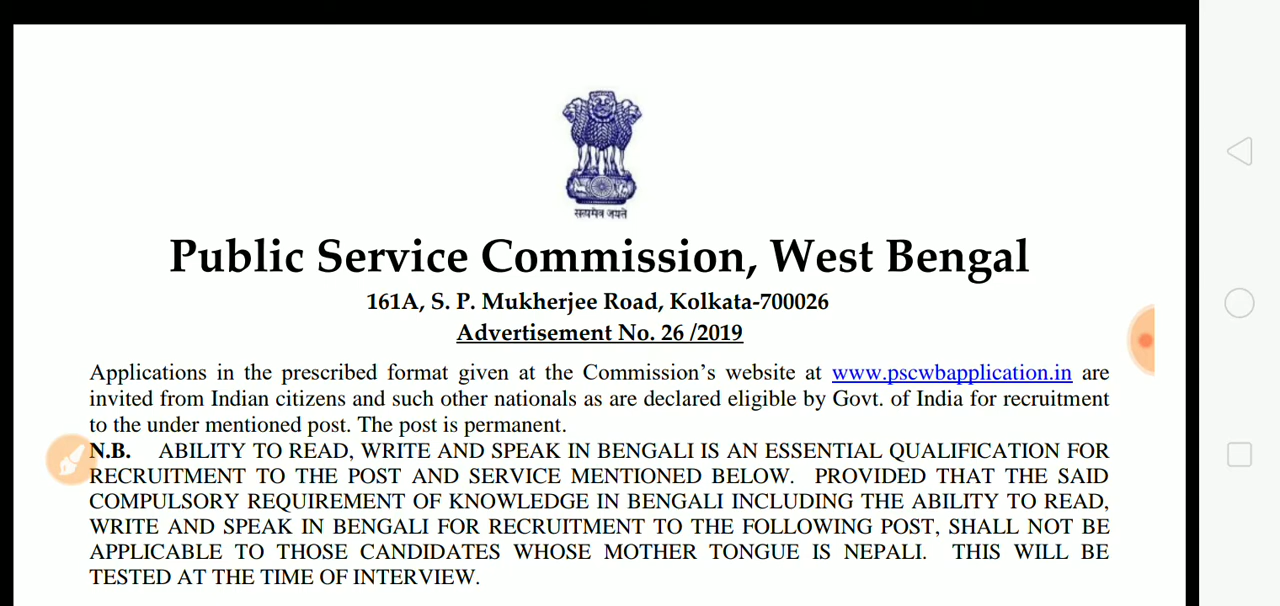 सत्यमेव जयते
Public Service Commission, West Bengal
161A, S. P. Mukherjee Road, Kolkata-700026
Advertisement No. 26 /2019
Applications in the prescribed format given at the Commission’s website at www.pscwbapplication.in are
invited from Indian citizens and such other nationals as are declared eligible by Govt. of India for recruitment
to the under mentioned post. The post is permanent.
N.B. ABILITY TO READ, WRITE AND SPEAK IN BENGALI IS AN ESSENTIAL QUALIFICATION FOR
RECRUITMENT TO THE POST AND SERVICE MENTIONED BELOW. PROVIDED THAT THE SAID
COMPULSORY REQUIREMENT OF KNOWLEDGE IN BENGALI INCLUDING THE ABILITY TO READ,
WRITE AND SPEAK IN BENGALI FOR RECRUITMENT TO THE FOLLOWING POST, SHALL NOT BE
APPLICABLE TO THOSE CANDIDATES WHOSE MOTHER TONGUE IS NEPALI. THIS WILL BE
TESTED AT THE TIME OF INTERVIEW.